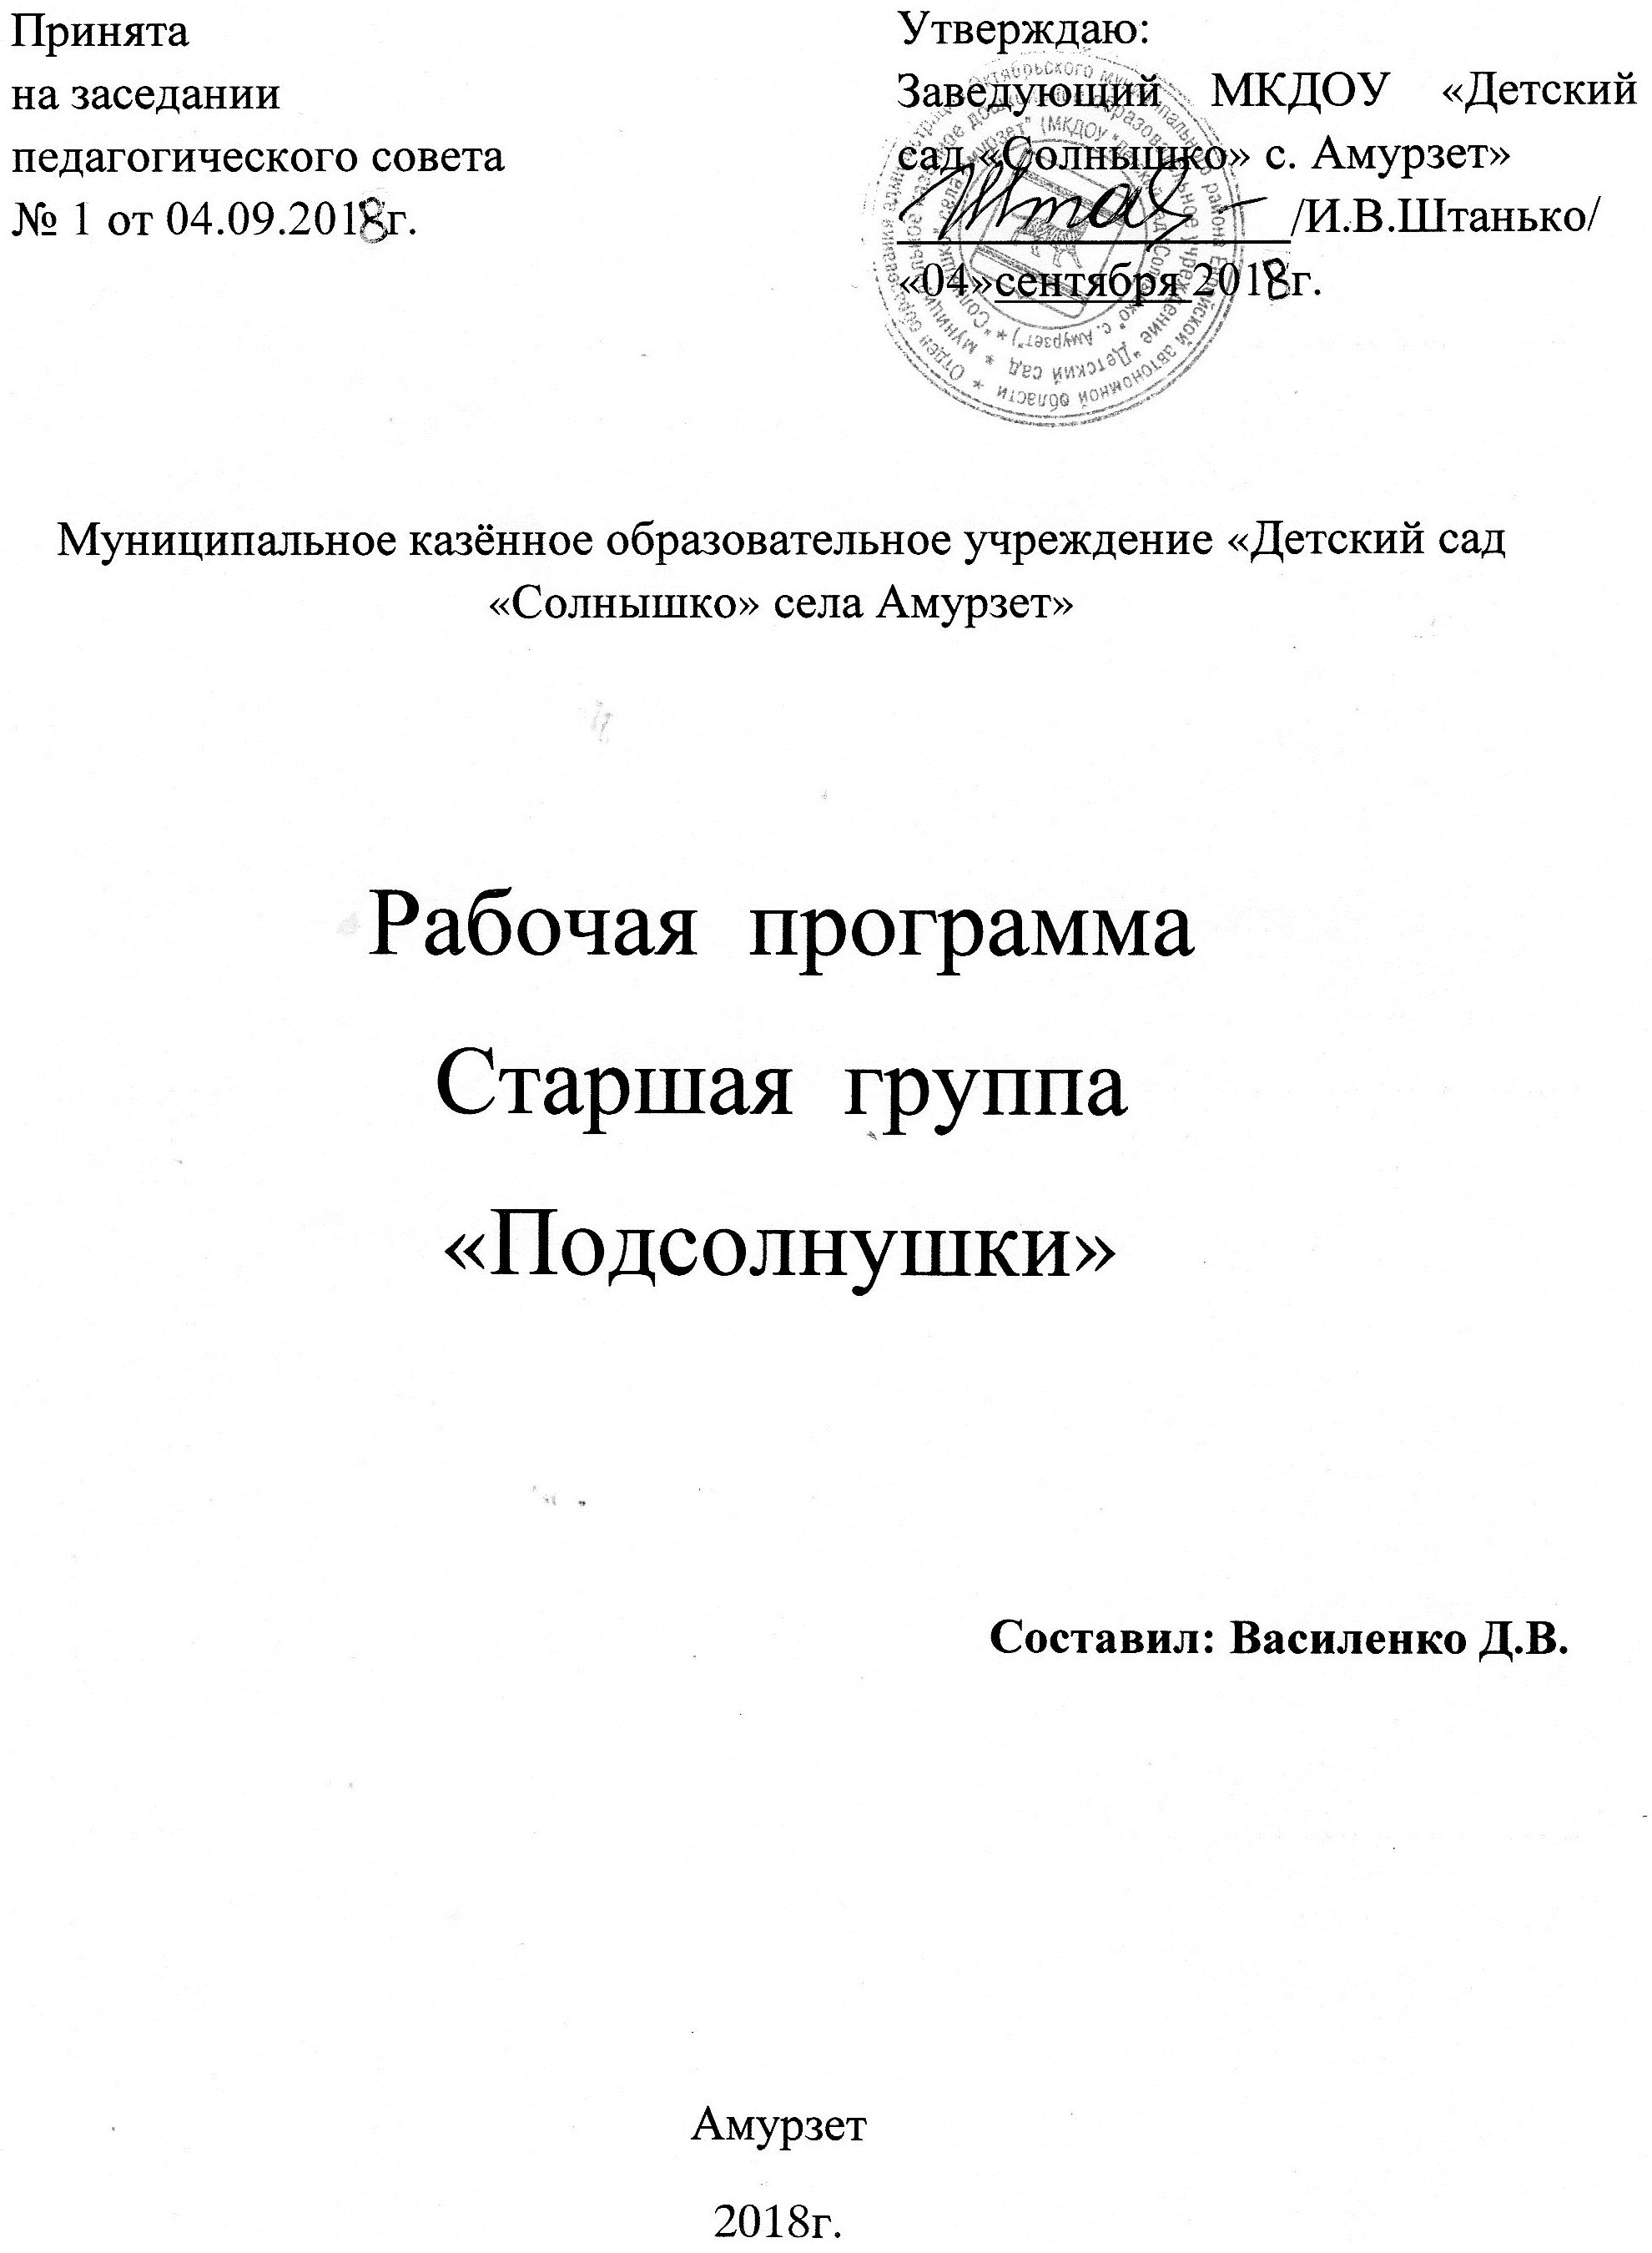 Принята
на заседании
педагогического совета
№ 1 от 04.09.2018г.
Утверждаю:
Заведующий МКДОУ «Детский
сад «Солнышко» с. Амурзет»
/И.В.Штанько/
«04»сентября 2018г.
Муниципальное казённое образовательное учреждение «Детский сад
«Солнышко» села Амурзет»
Рабочая программа
Старшая группа
«Подсолнушки»
Составил: Василенко Д.В.
Амурзет
2018г.